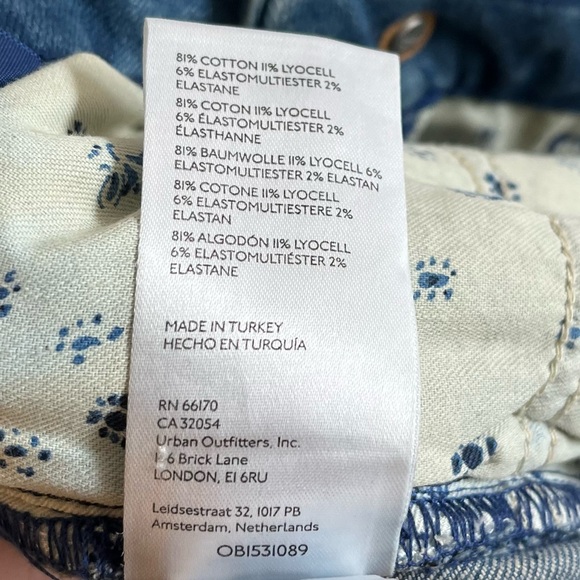 81% COTTON 11% LYOCELL
6% ELASTOMULTIESTER 2%
ELASTANE
81% COTON 11% LYOCELL
6% ÉLASTOMULTIESTER 2%
ÉLASTHANNE
81% BAUMWOLLE 11% LYOCELL 6%
ELASTOMULTIESTER 2% ELASTAN
81% COTONE 11% LYOCELL
6% ELASTOMULTIESTERE 2%
ELASTAN
81% ALGODÓN 11% LYOCELL
6% ELASTOMULTIÉSTER 2%
ELASTANE
MADE IN TURKEY
HECHO EN TURQUÍA
RN 66170
CA 32054
Urban Outfitters, Inc.
Brick Lane
LONDON, E1 6RU
Leidsestraat 32, 1017 PB
Amsterdam, Netherlands
OB1531089